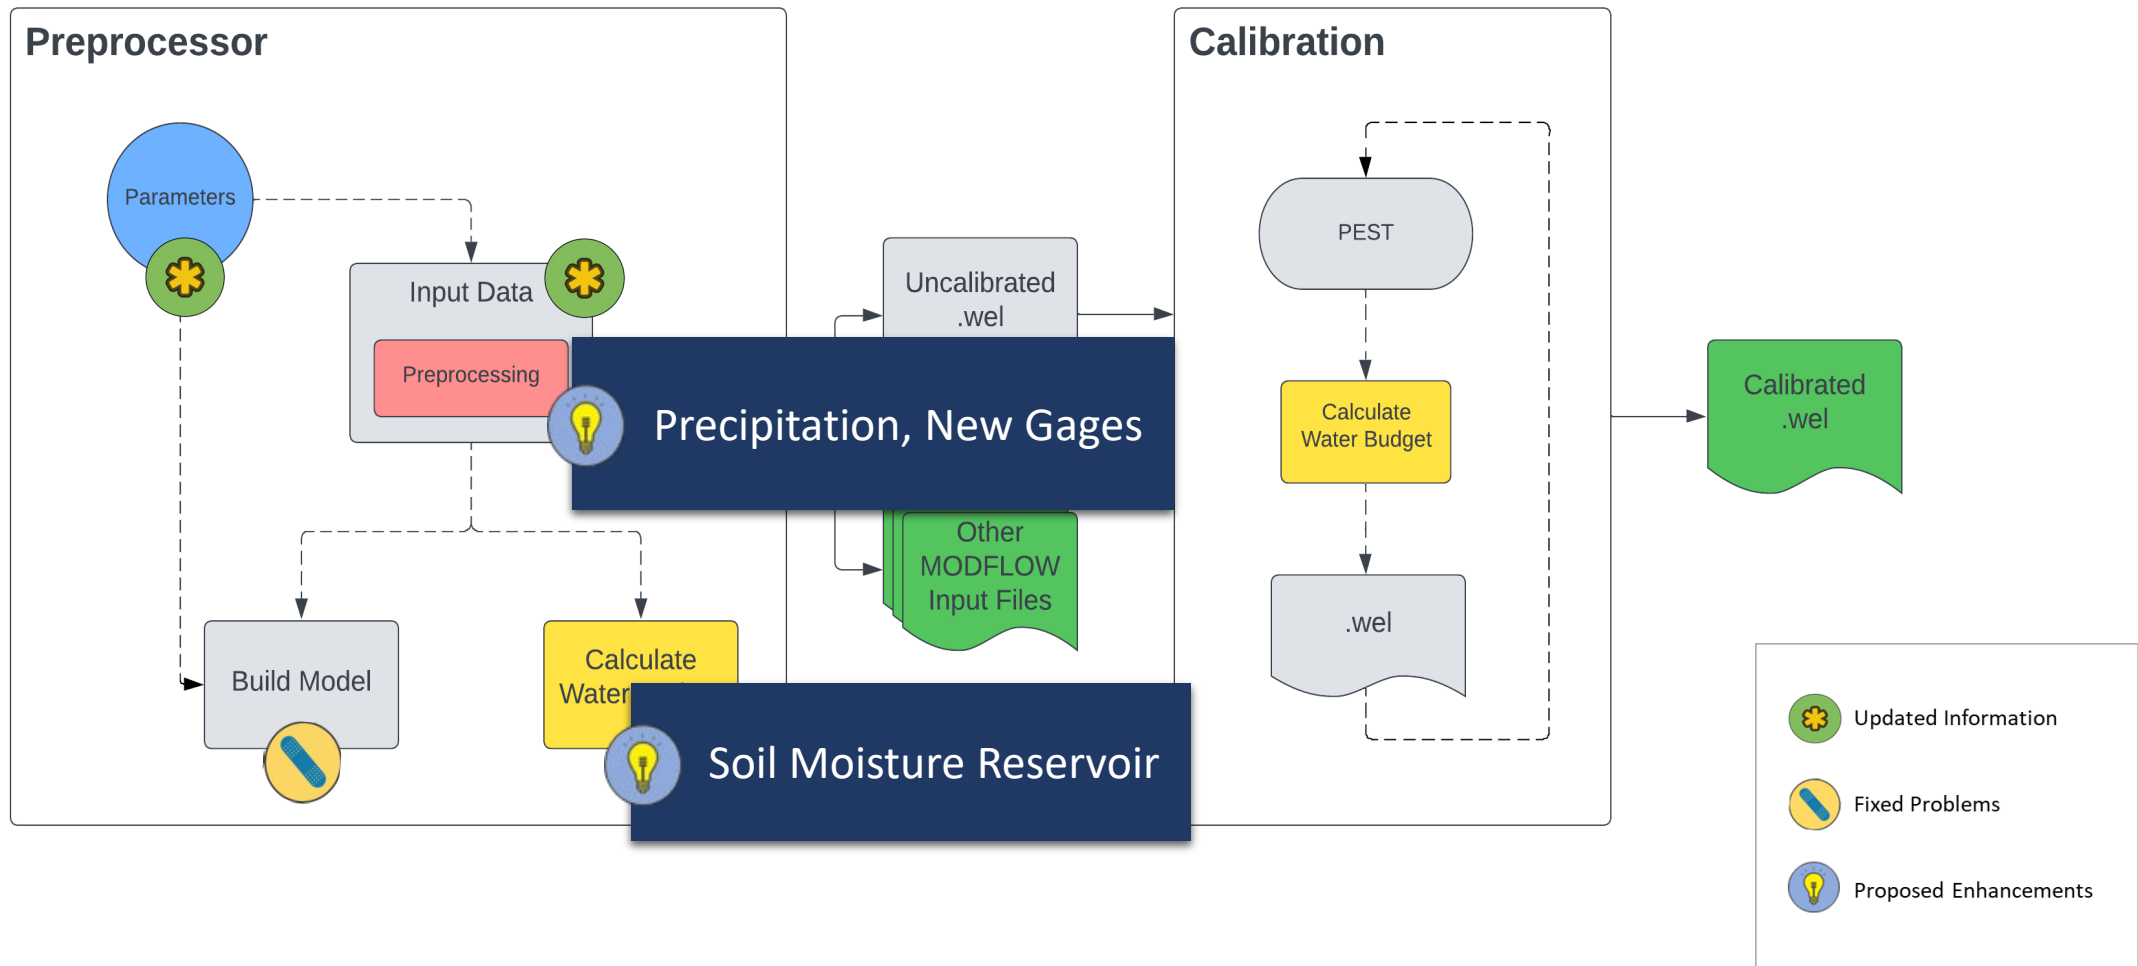 Preprocessor
Parameters
Input Data
Preprocessing
Precipitation, New Gages
Build Model
Calculate
Water
Soil Moisture Reservoir
Uncalibrated
.wel
Other
MODFLOW
Input Files
Calibration
PEST
Calculate
Water Budget
.wel
Calibrated
.wel
Updated Information
Fixed Problems
Proposed Enhancements